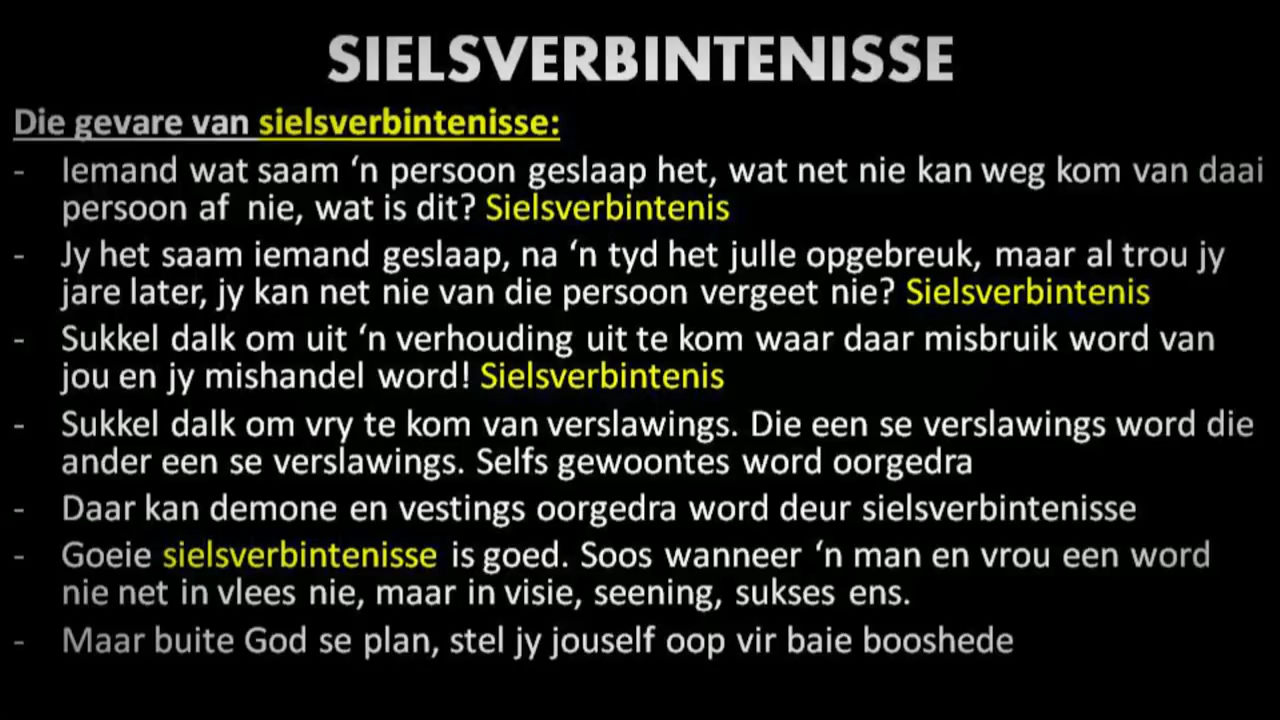 SIELSVERBINTENISSE
Die gevare van sielsverbintenisse:
- Iemand wat saam ‘n persoon geslaap het, wat net nie kan weg kom van daai
persoon af nie, wat is dit? Sielsverbintenis
- Jy het saam iemand geslaap, na ‘n tyd het julle opgebreuk, maar al trou jy
jare later, jy kan net nie van die persoon vergeet nie? Sielsverbintenis
- Sukkel dalk om uit ‘n verhouding uit te kom waar daar misbruik word van
jou en jy mishandel word! Sielsverbintenis
- Sukkel dalk om vry te kom van verslawings. Die een se verslawings word die
ander een se verslawings. Selfs gewoontes word oorgedra
- Daar kan demone en vestings oorgedra word deur sielsverbintenisse
- Goeie sielsverbintenisse is goed. Soos wanneer ‘n man en vrou een word
nie net in vlees nie, maar in visie, seening, sukses ens.
- Maar buite God se plan, stel jy jouself oop vir baie booshede